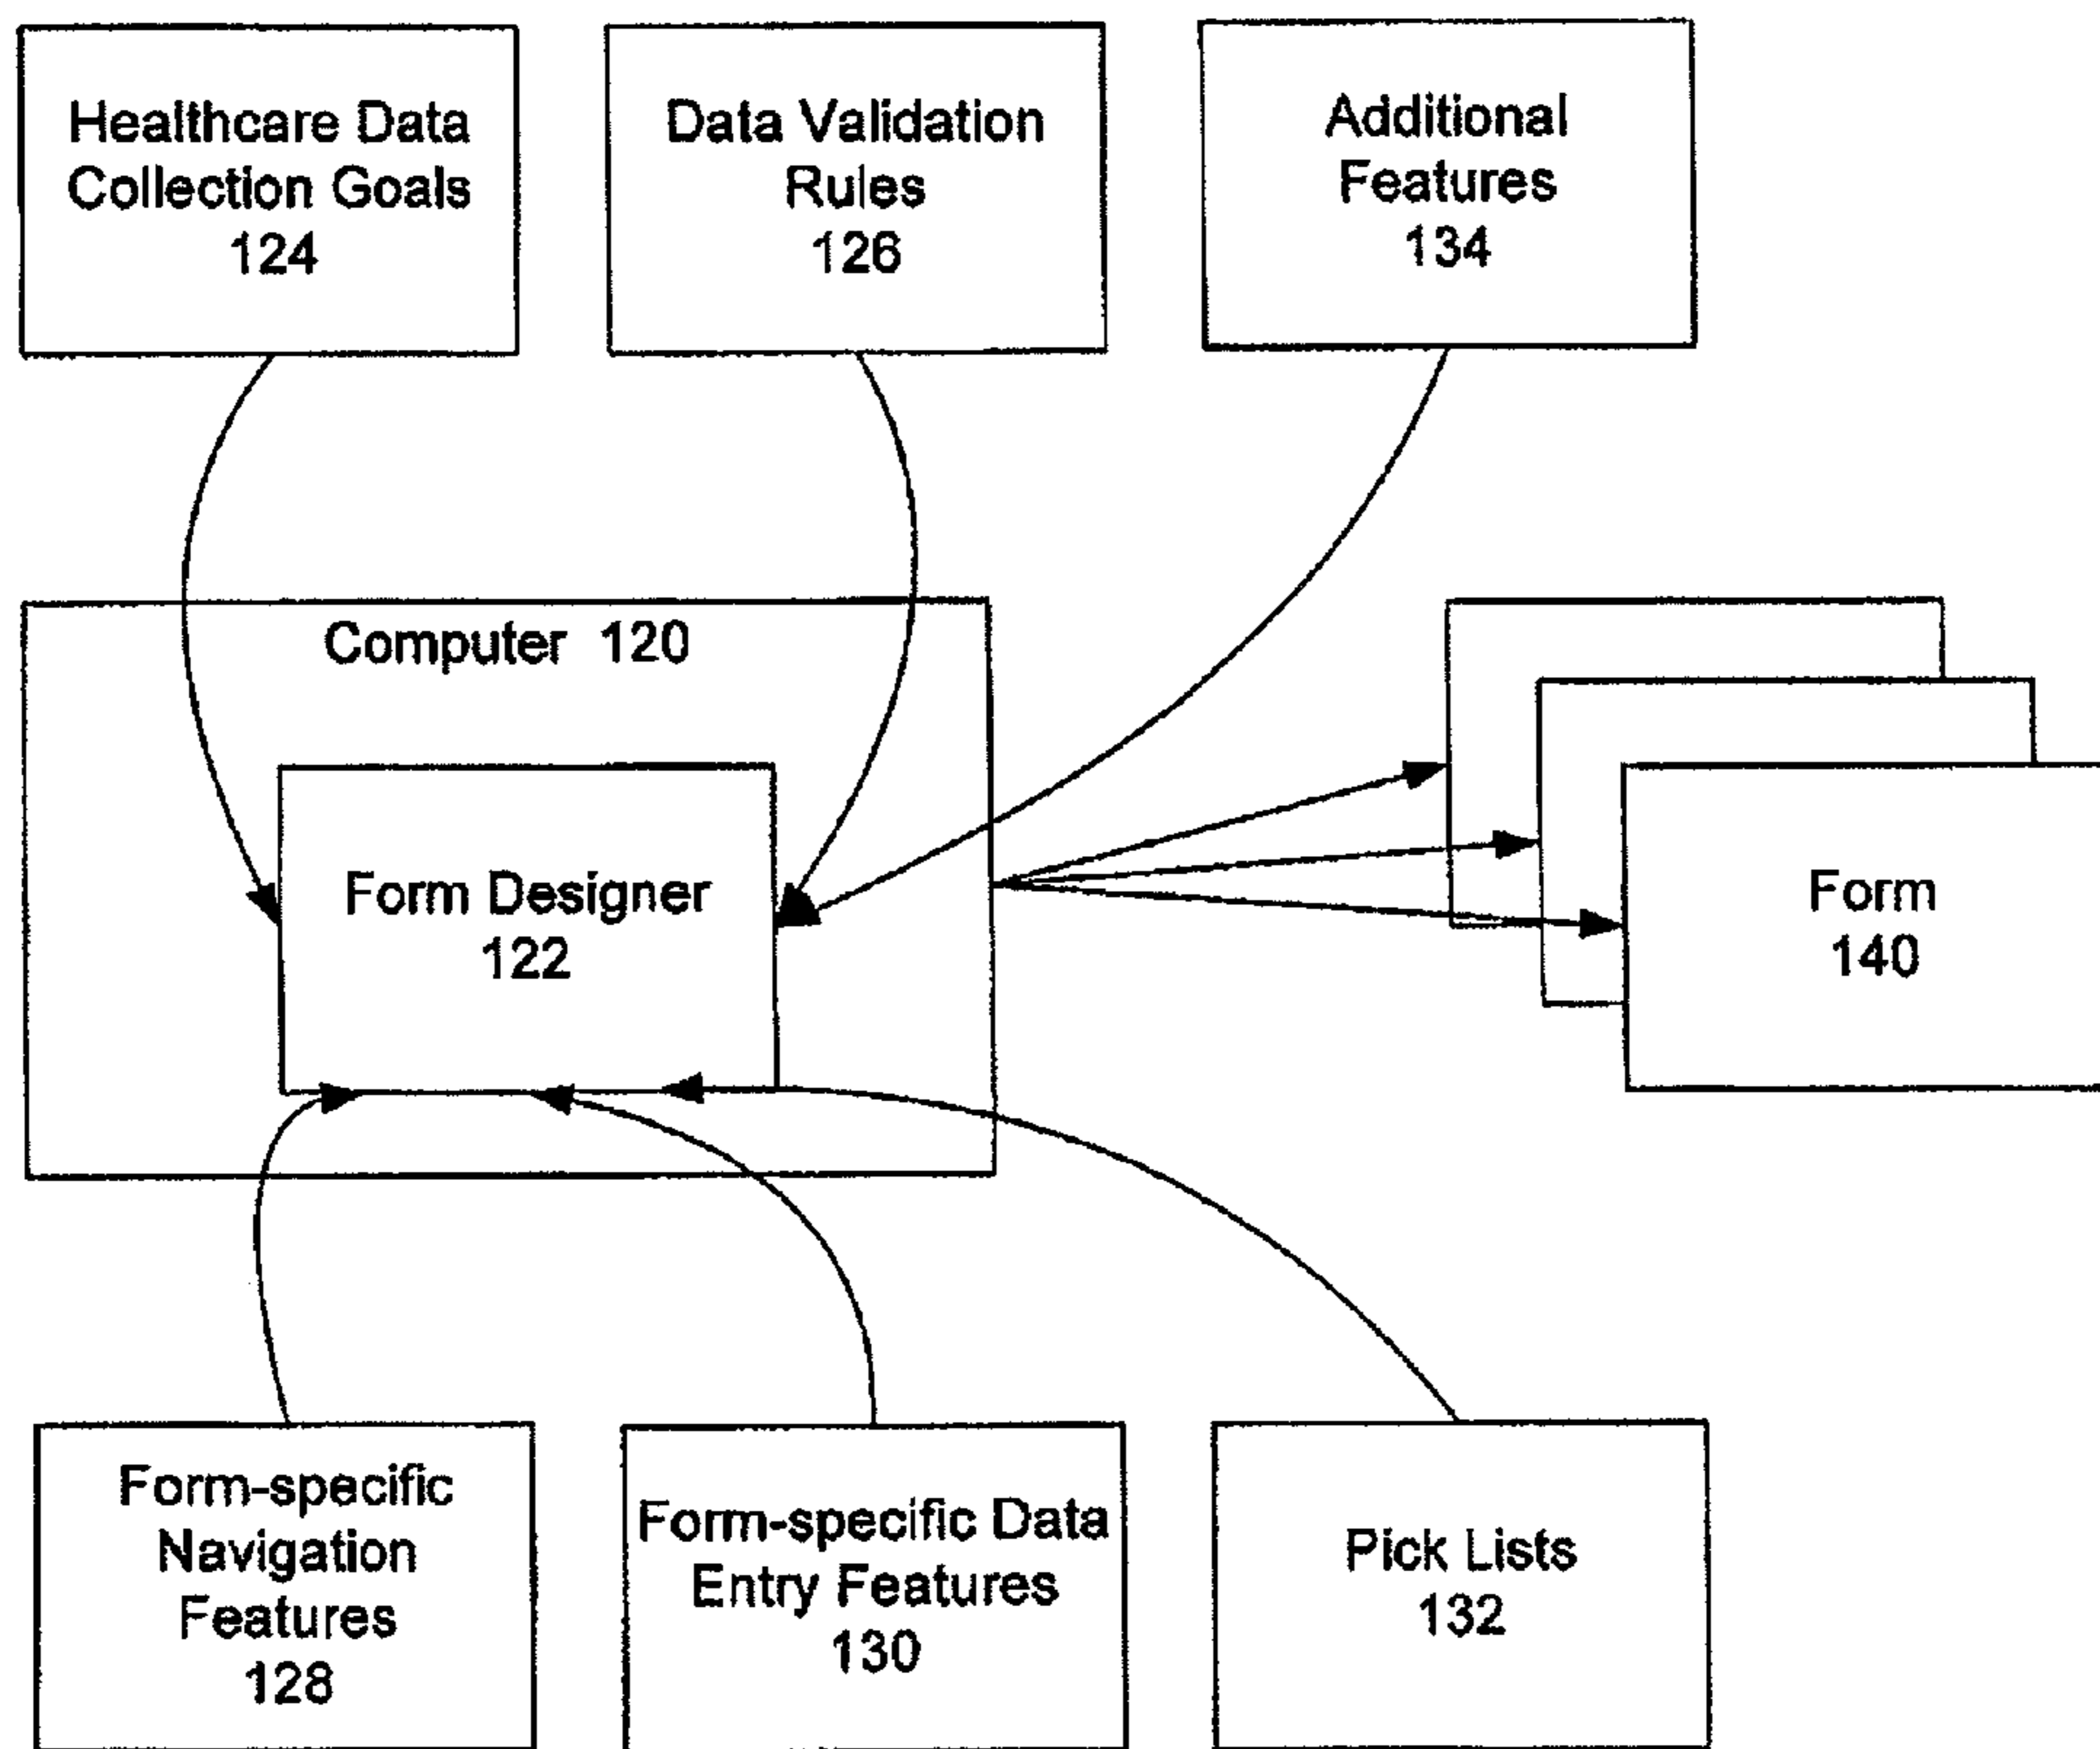 Healthcare Data
Collection Goals
124
Data Validation
Rules
126
Additional
Features
134
Computer 120
Form Designer
122
Form
140
Form-specific
Navigation
Features
128
Form-specific Data
Entry Features
130
Pick Lists
132